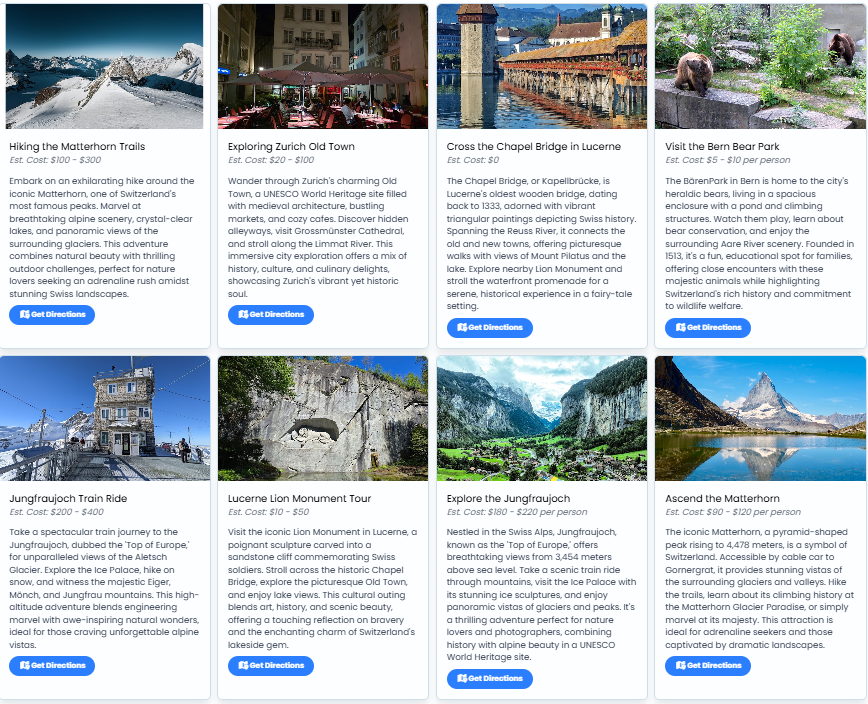 Hiking the Matterhorn Trails
Est. Cost: $100 - $300
Embark on an exhilarating hike around the
iconic Matterhorn, one of Switzerland's
most famous peaks. Marvel at
breathtaking alpine scenery, crystal-clear
lakes, and panoramic views of the
surrounding glaciers. This adventure
combines natural beauty with thrilling
outdoor challenges, perfect for nature
lovers seeking an adrenaline rush amidst
stunning Swiss landscapes.
Get Directions
Exploring Zurich Old Town
Est. Cost: $20 - $100
Wander through Zurich's charming Old
Town, a UNESCO World Heritage site filled
with medieval architecture, bustling
markets, and cozy cafes. Discover hidden
alleyways, visit Grossmünster Cathedral,
and stroll along the Limmat River. This
immersive city exploration offers a mix of
history, culture, and culinary delights,
showcasing Zurich's vibrant yet historic
soul.
Get Directions
Cross the Chapel Bridge in Lucerne
Est. Cost: $0
The Chapel Bridge, or Kapellbrücke, is
Lucerne's oldest wooden bridge, dating
back to 1333, adorned with vibrant
triangular paintings depicting Swiss history.
Spanning the Reuss River, it connects the
old and new towns, offering picturesque
walks with views of Mount Pilatus and the
lake. Explore nearby Lion Monument and
stroll the waterfront promenade for a
serene, historical experience in a fairy-tale
setting.
Get Directions
Visit the Bern Bear Park
Est. Cost: $5 - $10 per person
The BärenPark in Bern is home to the city's
heraldic bears, living in a spacious
enclosure with a pond and climbing
structures. Watch them play, learn about
bear conservation, and enjoy the
surrounding Aare River scenery. Founded in
1513, it's a fun, educational spot for families,
offering close encounters with these
majestic animals while highlighting
Switzerland's rich history and commitment
to wildlife welfare.
Get Directions
Jungfraujoch Train Ride
Est. Cost: $200 - $400
Take a spectacular train journey to the
Jungfraujoch, dubbed the 'Top of Europe,'
for unparalleled views of the Aletsch
Glacier. Explore the Ice Palace, hike on
snow, and witness the majestic Eiger,
Mönch, and Jungfrau mountains. This high-
altitude adventure blends engineering
marvel with awe-inspiring natural wonders,
ideal for those craving unforgettable alpine
vistas.
Get Directions
Lucerne Lion Monument Tour
Est. Cost: $10 - $50
Visit the iconic Lion Monument in Lucerne, a
poignant sculpture carved into a
sandstone cliff commemorating Swiss
soldiers. Stroll across the historic Chapel
Bridge, explore the picturesque Old Town,
and enjoy lake views. This cultural outing
blends art, history, and scenic beauty,
offering a touching reflection on bravery
and the enchanting charm of Switzerland's
lakeside gem.
Get Directions
Explore the Jungfraujoch
Est. Cost: $180 - $220 per person
Nestled in the Swiss Alps, Jungfraujoch,
known as the 'Top of Europe,' offers
breathtaking views from 3,454 meters
above sea level. Take a scenic train ride
through mountains, visit the Ice Palace with
its stunning ice sculptures, and enjoy
panoramic vistas of glaciers and peaks. It's
a thrilling adventure perfect for nature
lovers and photographers, combining
history with alpine beauty in a UNESCO
World Heritage site.
Get Directions
Ascend the Matterhorn
Est. Cost: $90 - $120 per person
The iconic Matterhorn, a pyramid-shaped
peak rising to 4,478 meters, is a symbol of
Switzerland. Accessible by cable car to
Gornergrat, it provides stunning vistas of
the surrounding glaciers and valleys. Hike
the trails, learn about its climbing history at
the Matterhorn Glacier Paradise, or simply
marvel at its majesty. This attraction is
ideal for adrenaline seekers and those
captivated by dramatic landscapes.
Get Directions